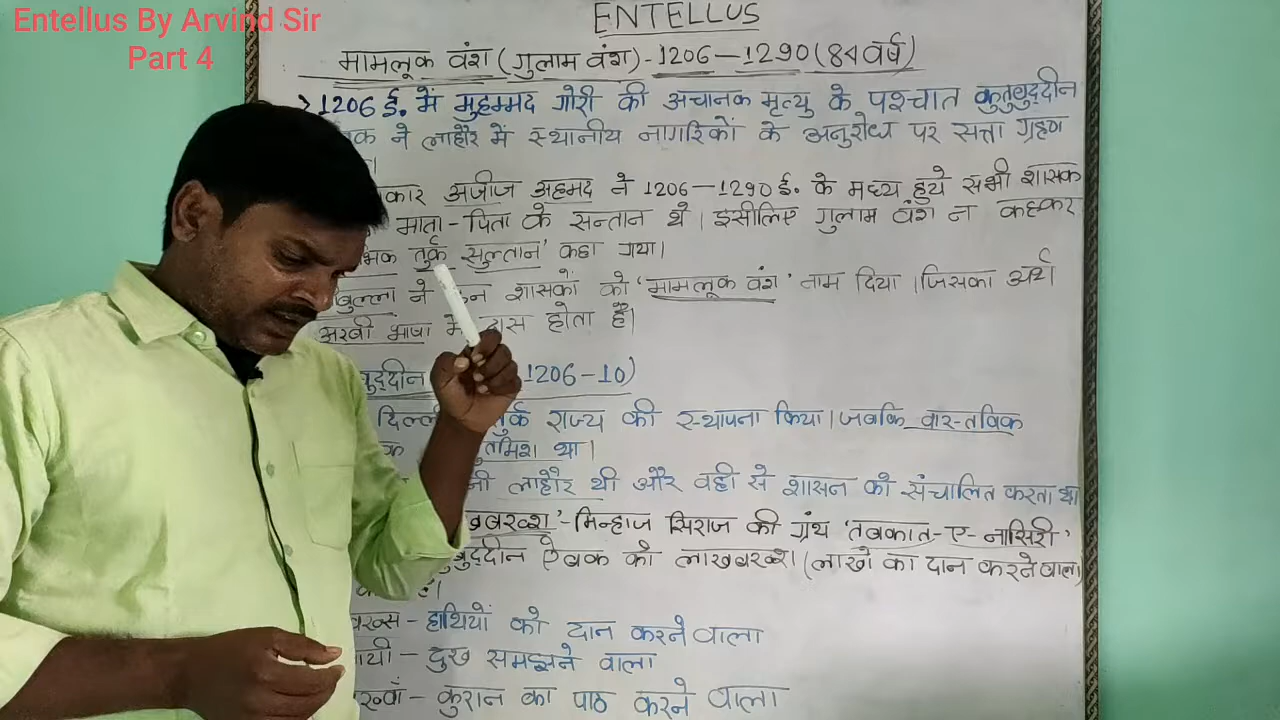 Entellus By Arvind Sir
Part 4
ENTELLUS
मामलूक वंश (गुलाम वंश) - 1206 — 1290 (84 वर्ष)
1206 ई. में मुहम्मद गोरी की अचानक मृत्यु के पश्चात कुतुबुद्दीन
ने लाहौर में स्थानीय नागरिकों के अनुरोध पर सत्ता ग्रहण
अजीज अहमद ने 1206 — 1290 ई. के मध्य हुये सभी शासक
माता - पिता के सन्तान थे । इसीलिए गुलाम वंश न कहकर
तुर्क सुल्तान' कहा गया।
ने शासकों को 'मामलूक वंश' नाम दिया । जिसका अर्थ
अरबी भाषा में होता है।
1206 - 10)
तुर्क राज्य की स्थापना किया। जबकि वास्तविक
था।
लाहौर थी और वही से शासन को संचालित करता था
- मिन्हाज सिराज की ग्रंथ 'तबकात - ए - नासिरी'
ऐबक को लाखबख्श (लाखो का दान करने वाला)
- हाथियों को दान करने वाला
— दुख समझने वाला
- कुरान का पाठ करने वाला